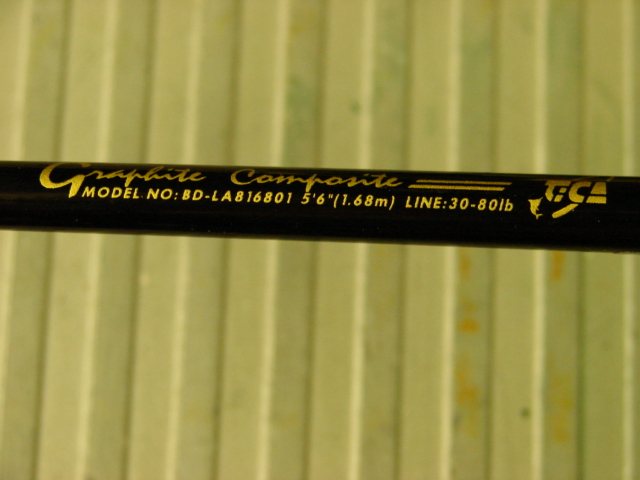 Graphite Composite TiCA
MODEL.NO:BD-LA816801 5'6"(1.68m) LINE:30-80lb